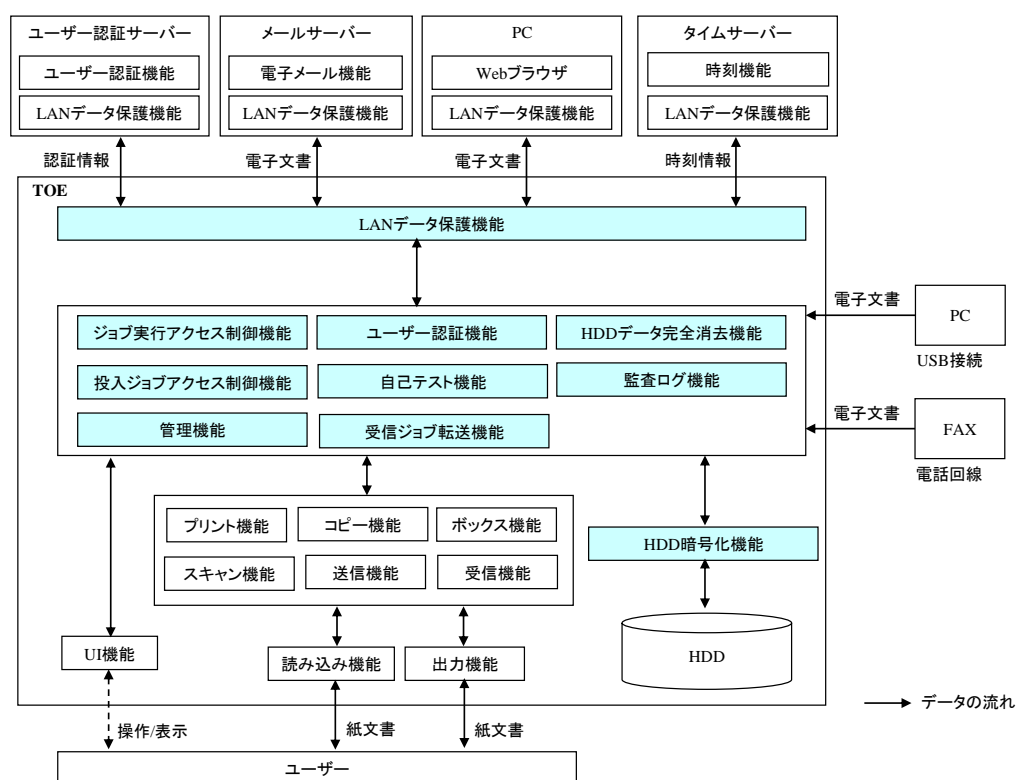 ユーザー認証サーバー
ユーザー認証機能
LANデータ保護機能
メールサーバー
電子メール機能
LANデータ保護機能
PC
Webブラウザ
LANデータ保護機能
タイムサーバー
時刻機能
LANデータ保護機能
認証情報
電子文書
電子文書
時刻情報
TOE
LANデータ保護機能
ジョブ実行アクセス制御機能
ユーザー認証機能
HDDデータ完全消去機能
投入ジョブアクセス制御機能
自己テスト機能
監査ログ機能
管理機能
受信ジョブ転送機能
電子文書
PC
USB接続
電子文書
FAX
電話回線
プリント機能
コピー機能
ボックス機能
スキャン機能
送信機能
受信機能
HDD暗号化機能
HDD
UI機能
読み込み機能
出力機能
操作/表示
紙文書
紙文書
データの流れ
ユーザー